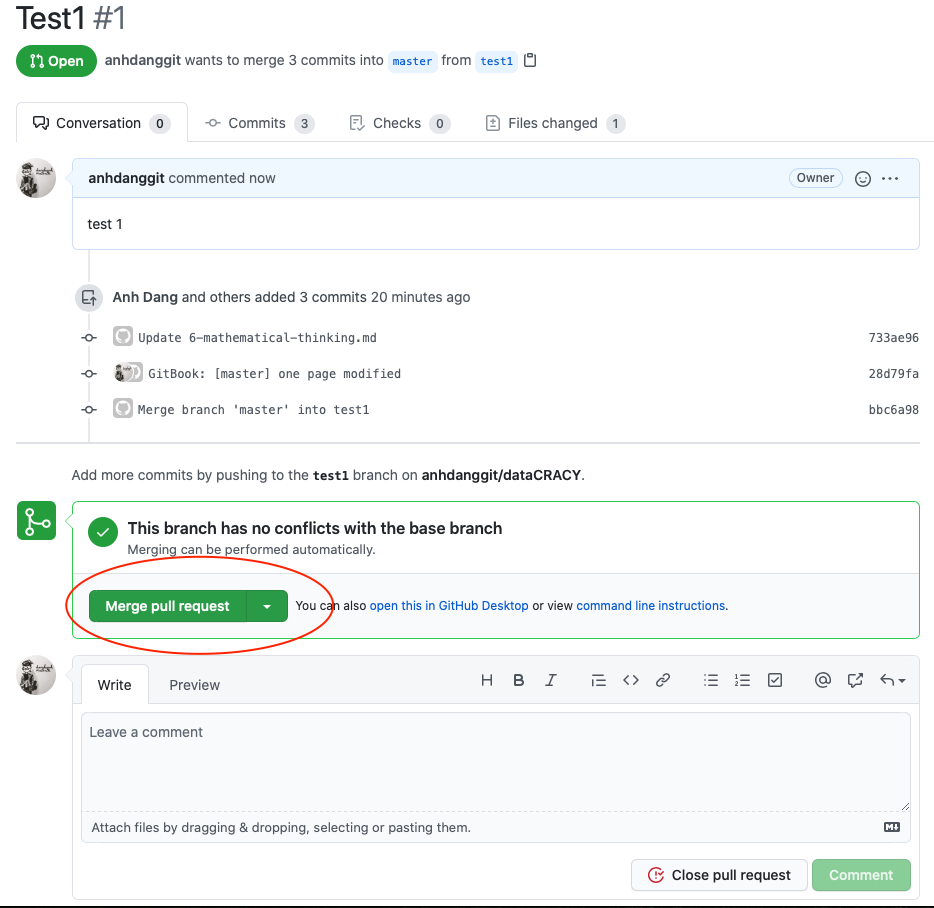 Test1 #1
Open anhdanggit wants to merge 3 commits into master from test1
Conversation 0 Commits 3 Checks 0 Files changed 1
anhdanggit commented now Owner
test 1
Anh Dang and others added 3 commits 20 minutes ago
Update 6-mathematical-thinking.md 733ae96
GitBook: [master] one page modified 28d79fa
Merge branch 'master' into test1 bbc6a98
Add more commits by pushing to the test1 branch on anhdanggit/dataCRACY.
This branch has no conflicts with the base branch
Merging can be performed automatically.
Merge pull request You can also open this in GitHub Desktop or view command line instructions.
Write Preview
Leave a comment
Attach files by dragging & dropping, selecting or pasting them.
Close pull request Comment